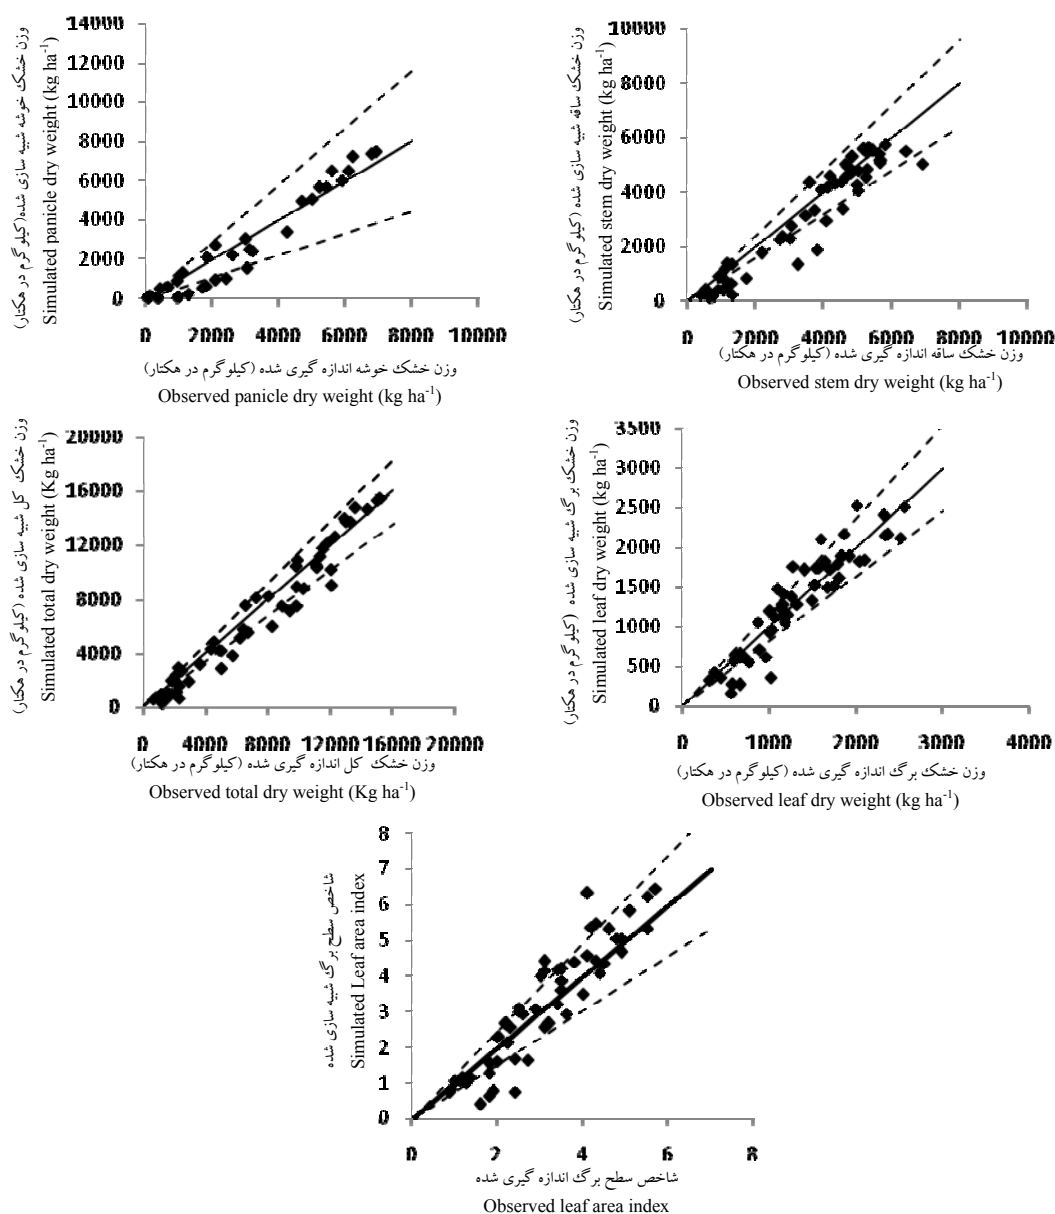 14000
12000
10000
8000
6000
4000
2000
0
0 2000 4000 6000 8000 10000
وزن خشک خوشه شبیه سازی شده(کیلوگرم در هکتار)
Simulated panicle dry weight (kg ha-1)
وزن خشک خوشه اندازه گیری شده (کیلوگرم در هکتار)
Observed panicle dry weight (kg ha-1)
10000
8000
6000
4000
2000
0
0 2000 4000 6000 8000 10000
وزن خشک ساقه شبیه سازی شده (کیلوگرم در هکتار)
Simulated stem dry weight (kg ha-1)
وزن خشک ساقه اندازه گیری شده (کیلوگرم در هکتار)
Observed stem dry weight (kg ha-1)
20000
16000
12000
8000
4000
0
0 4000 8000 12000 16000 20000
وزن خشک کل شبیه سازی شده (کیلوگرم در هکتار)
Simulated total dry weight (Kg ha-1)
وزن خشک کل اندازه گیری شده (کیلوگرم در هکتار)
Observed total dry weight (Kg ha-1)
3500
3000
2500
2000
1500
1000
500
0
0 1000 2000 3000 4000
وزن خشک برگ شبیه سازی شده (کیلوگرم در هکتار)
Simulated leaf dry weight (kg ha-1)
وزن خشک برگ اندازه گیری شده (کیلوگرم در هکتار)
Observed leaf dry weight (kg ha-1)
8
7
6
5
4
3
2
1
0
0 2 4 6 8
شاخص سطح برگ شبیه سازی شده
Simulated Leaf area index
شاخص سطح برگ اندازه گیری شده
Observed leaf area index